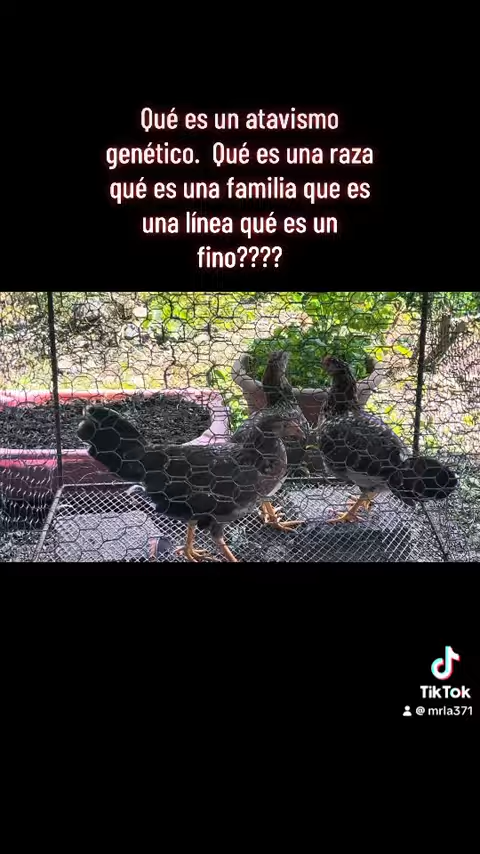 Qué es un atavismo
genético. Qué es una raza
qué es una familia que es
una línea qué es un
fino????
TikTok
@ mrla371